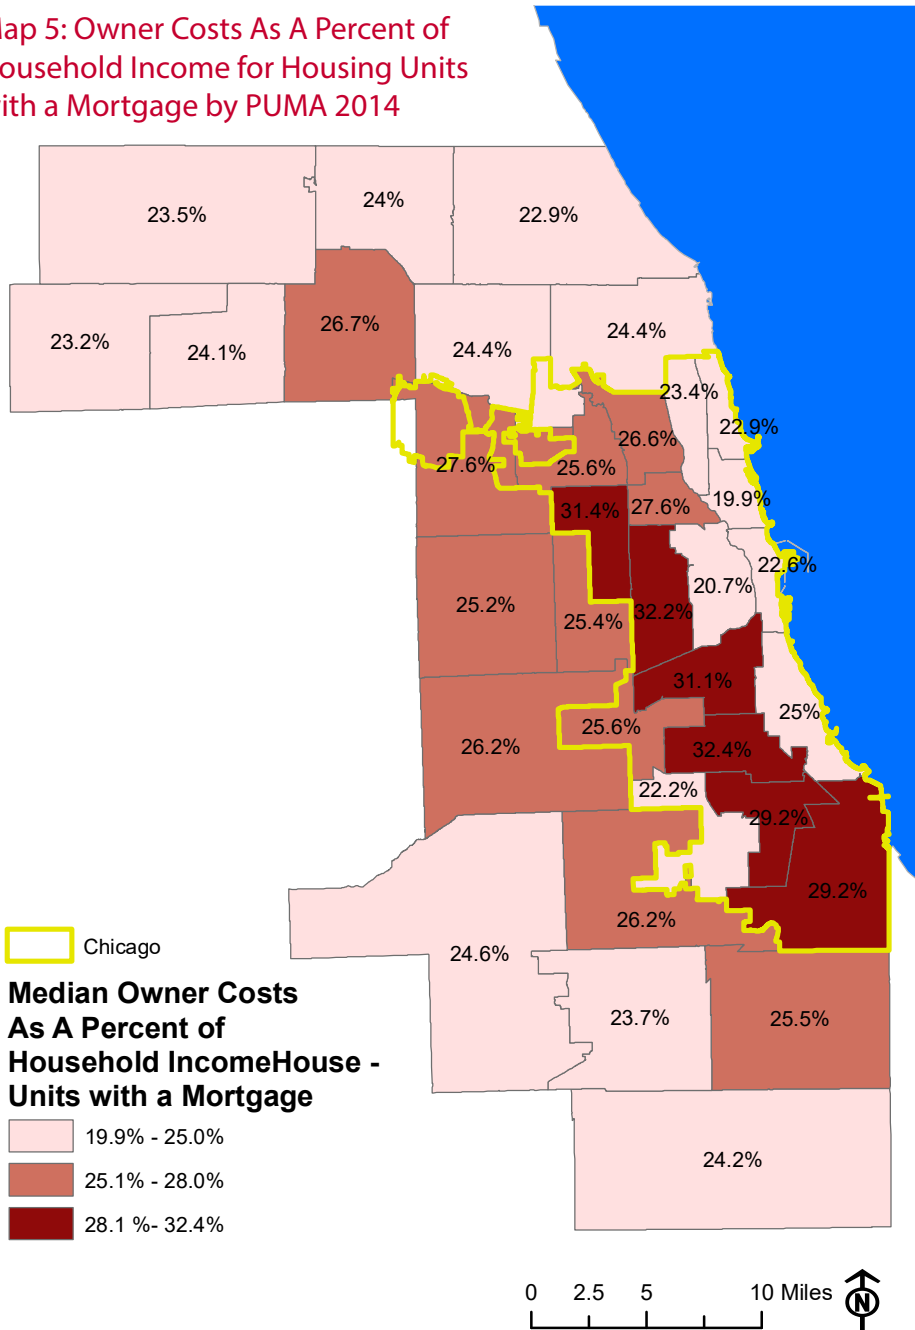 ap 5: Owner Costs As A Percent of
ousehold Income for Housing Units
ith a Mortgage by PUMA 2014
23.5%
24%
22.9%
23.2%
24.1%
26.7%
24.4%
24.4%
23.4%
22.9%
26.6%
27.6%
25.6%
19.9%
31.4%
27.6%
22.6%
20.7%
25.2%
25.4%
32.2%
31.1%
25%
25.6%
26.2%
32.4%
22.2%
29.2%
29.2%
26.2%
24.6%
23.7%
25.5%
24.2%
Chicago
Median Owner Costs
As A Percent of
Household IncomeHouse -
Units with a Mortgage
19.9% - 25.0%
25.1% - 28.0%
28.1 %- 32.4%
0 2.5 5 10 Miles
N